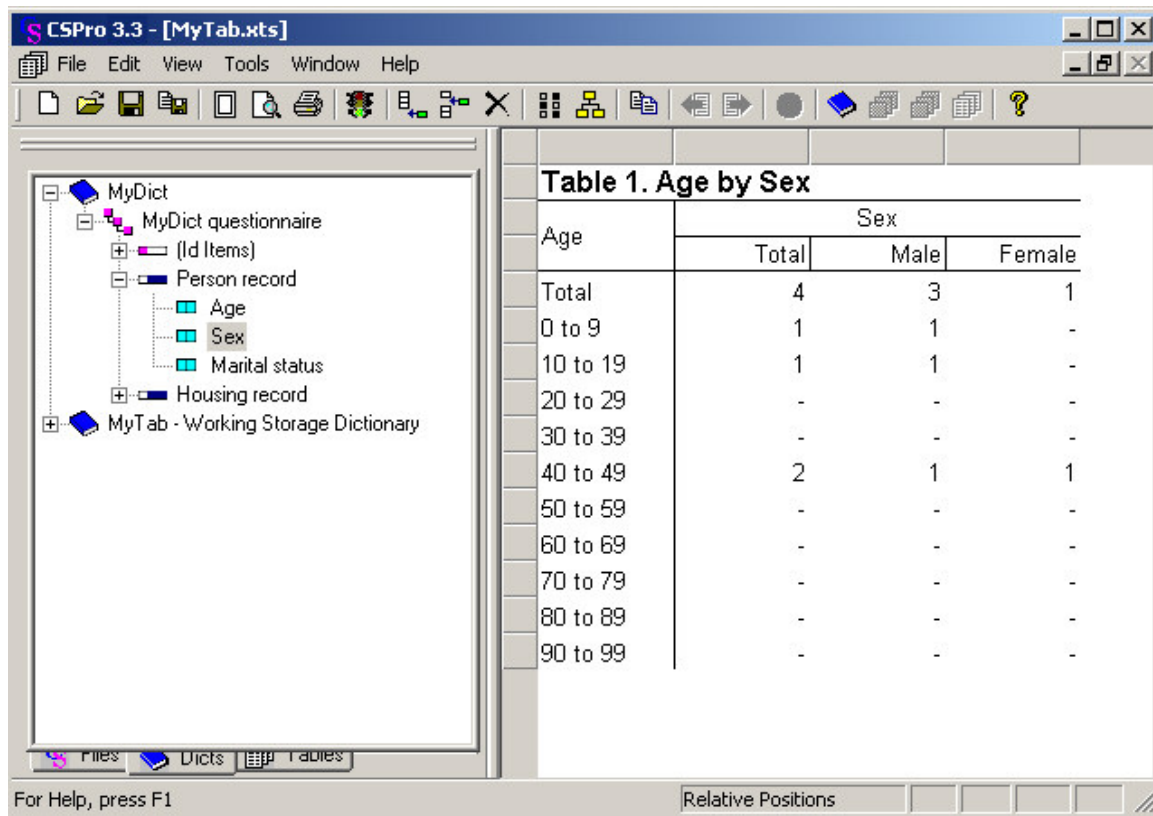 CSPro 3.3 - [MyTab.xts]
File Edit View Tools Window Help
MyDict
MyDict questionnaire
(Id Items)
Person record
Age
Sex
Marital status
Housing record
MyTab - Working Storage Dictionary
Files Dicts Tables
Table 1. Age by Sex
Age Sex
Total Male Female
Total 4 3 1
0 to 9 1 1 -
10 to 19 1 1 -
20 to 29 - - -
30 to 39 - - -
40 to 49 2 1 1
50 to 59 - - -
60 to 69 - - -
70 to 79 - - -
80 to 89 - - -
90 to 99 - - -
For Help, press F1 Relative Positions